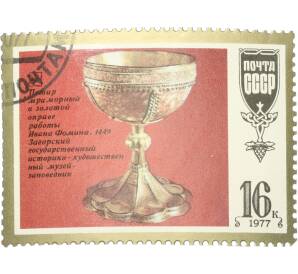 ПОЧТА
ПОЧТА
СССР
Потир
мраморный
в золотой
оправе
работы
Ивана Фомина. 1449
Загорский
государственный
историко-художествен
ный музей-
заповедник
16 к.
1977